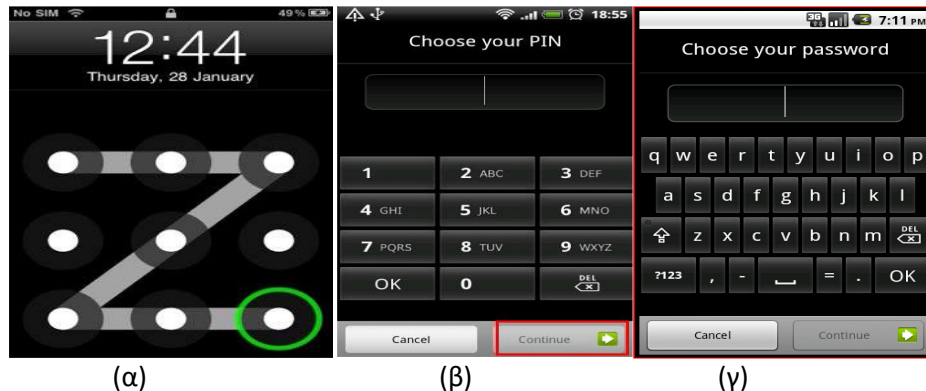 No SIM 49%
12:44
Thursday, 28 January
18:55
Choose your PIN
1 2 ABC 3 DEF
4 GHI 5 JKL 6 MNO
7 PQRS 8 TUV 9 WXYZ
OK 0 DEL
Cancel Continue
3G 7:11 PM
Choose your password
q w e r t y u i o p
a s d f g h j k l
z x c v b n m DEL
?123 , - = . OK
Cancel Continue
(α) (β) (γ)